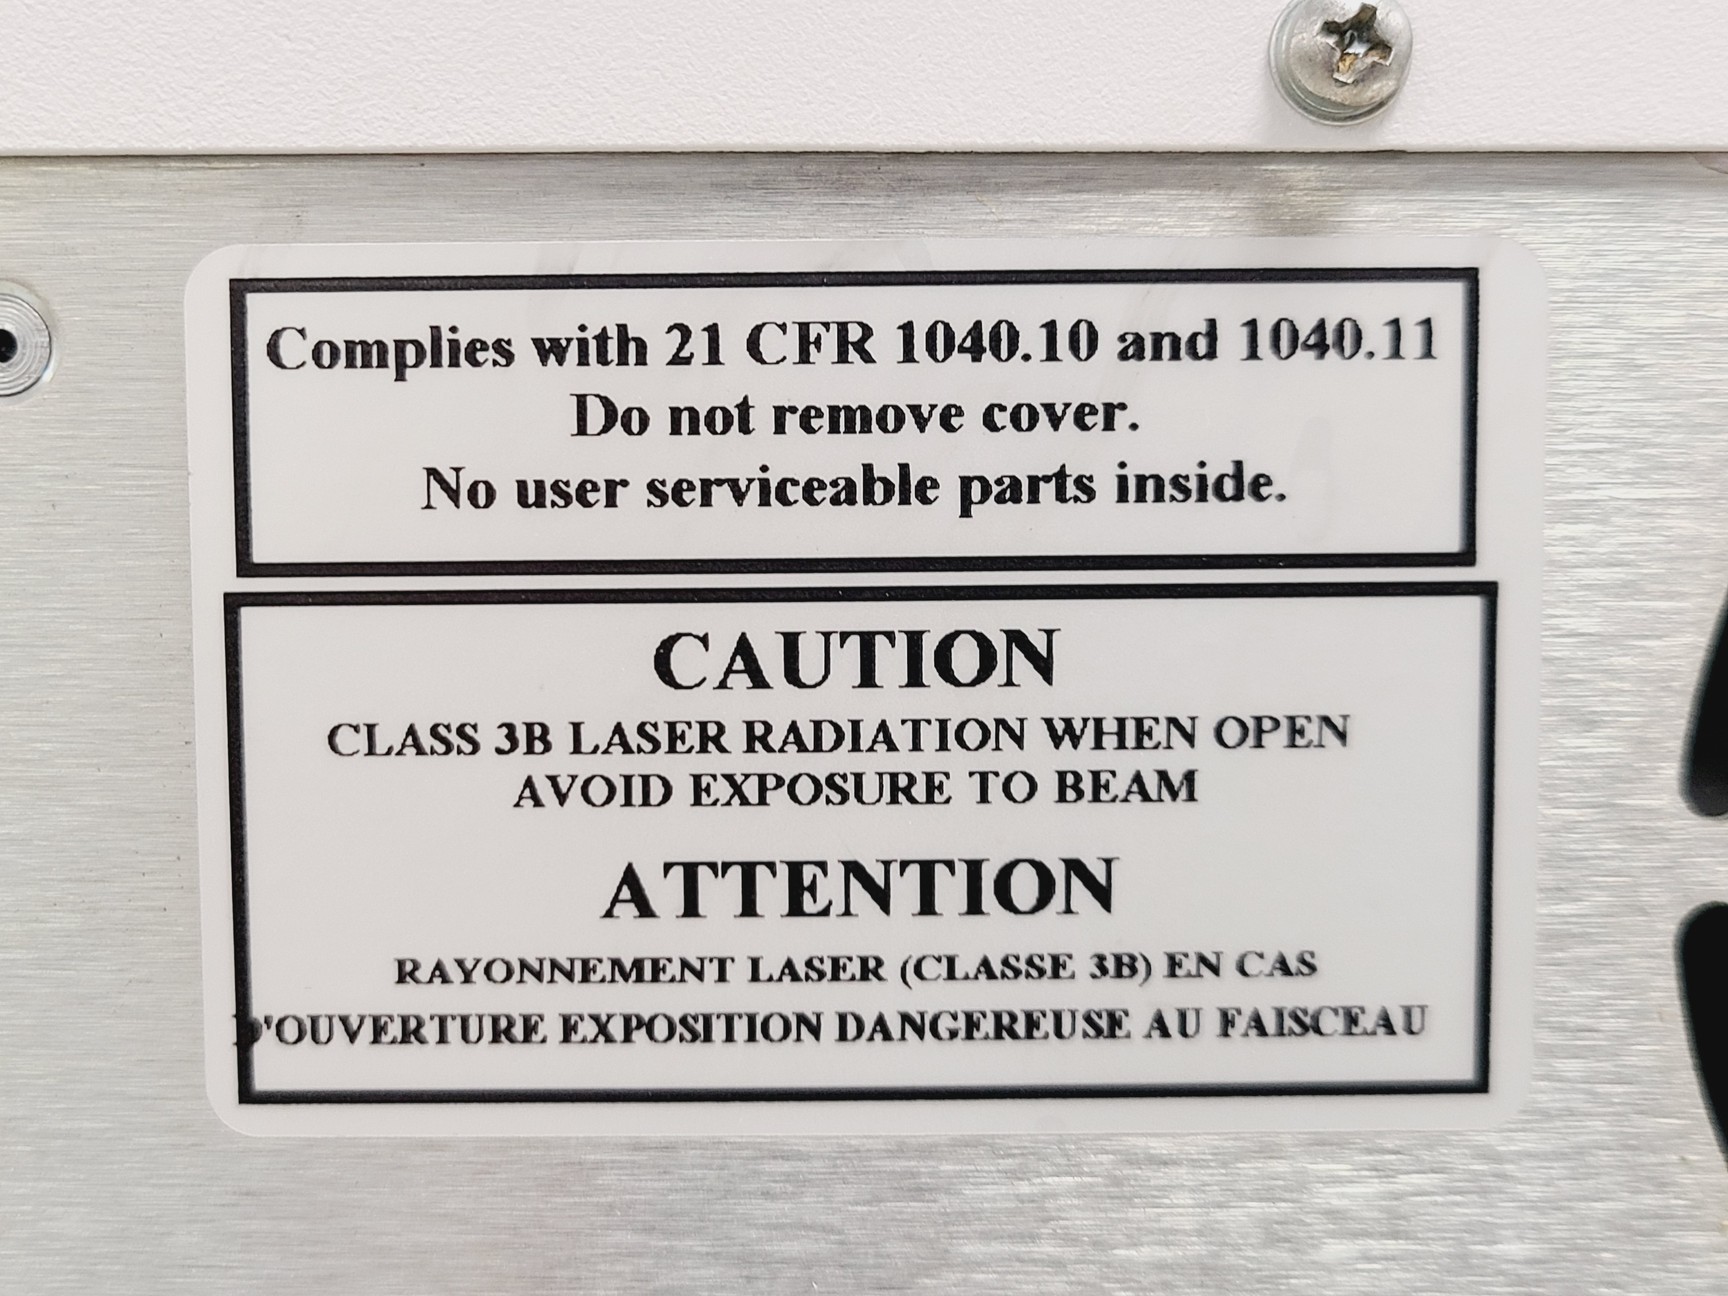 Complies with 21 CFR 1040.10 and 1040.11
Do not remove cover.
No user serviceable parts inside.
CAUTION
CLASS 3B LASER RADIATION WHEN OPEN
AVOID EXPOSURE TO BEAM
ATTENTION
RAYONNEMENT LASER (CLASSE 3B) EN CAS
D'OUVERTURE EXPOSITION DANGEREUSE AU FAISCEAU